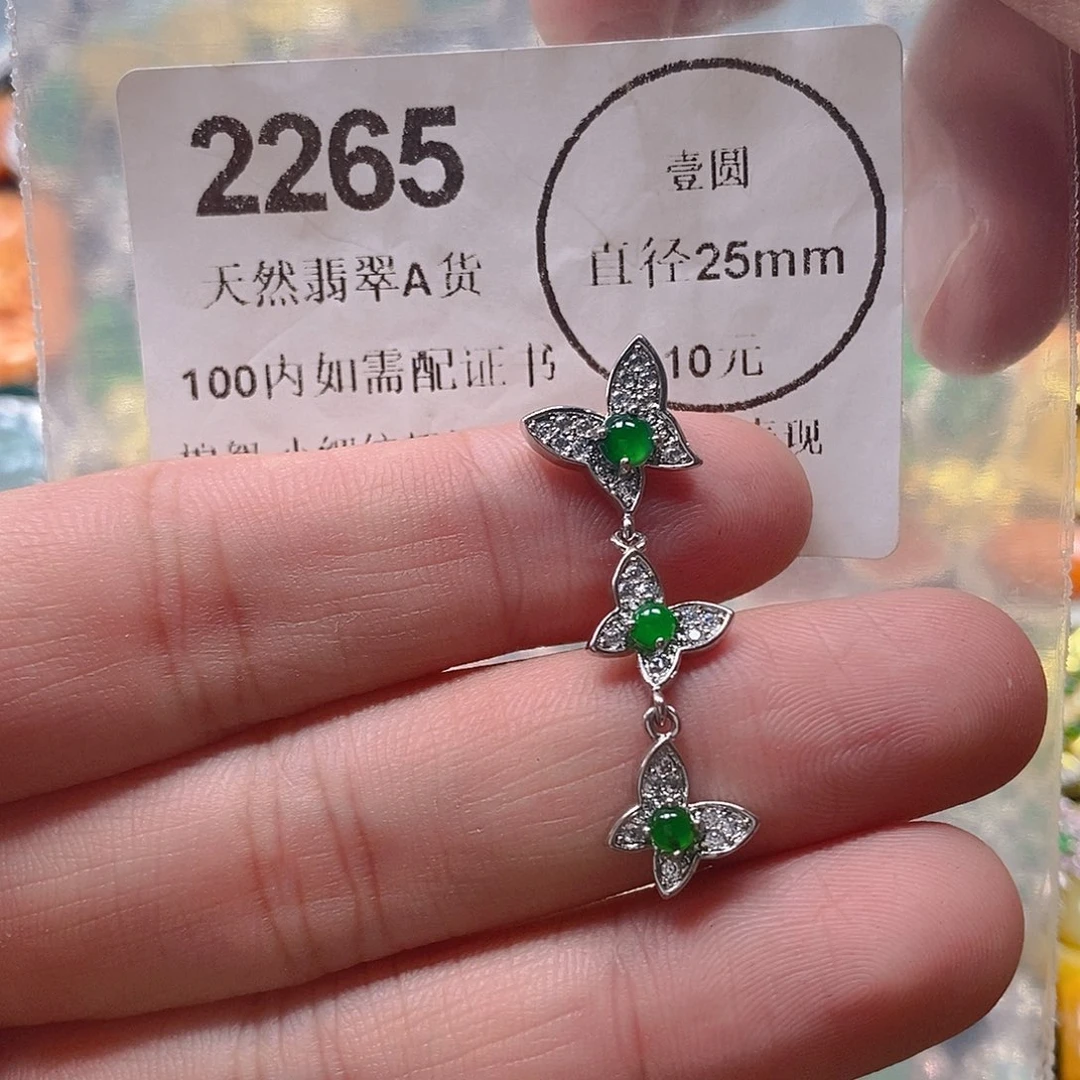 2265
天然翡翠A货
100内如需配证书
壹圆
直径25mm
10元
现